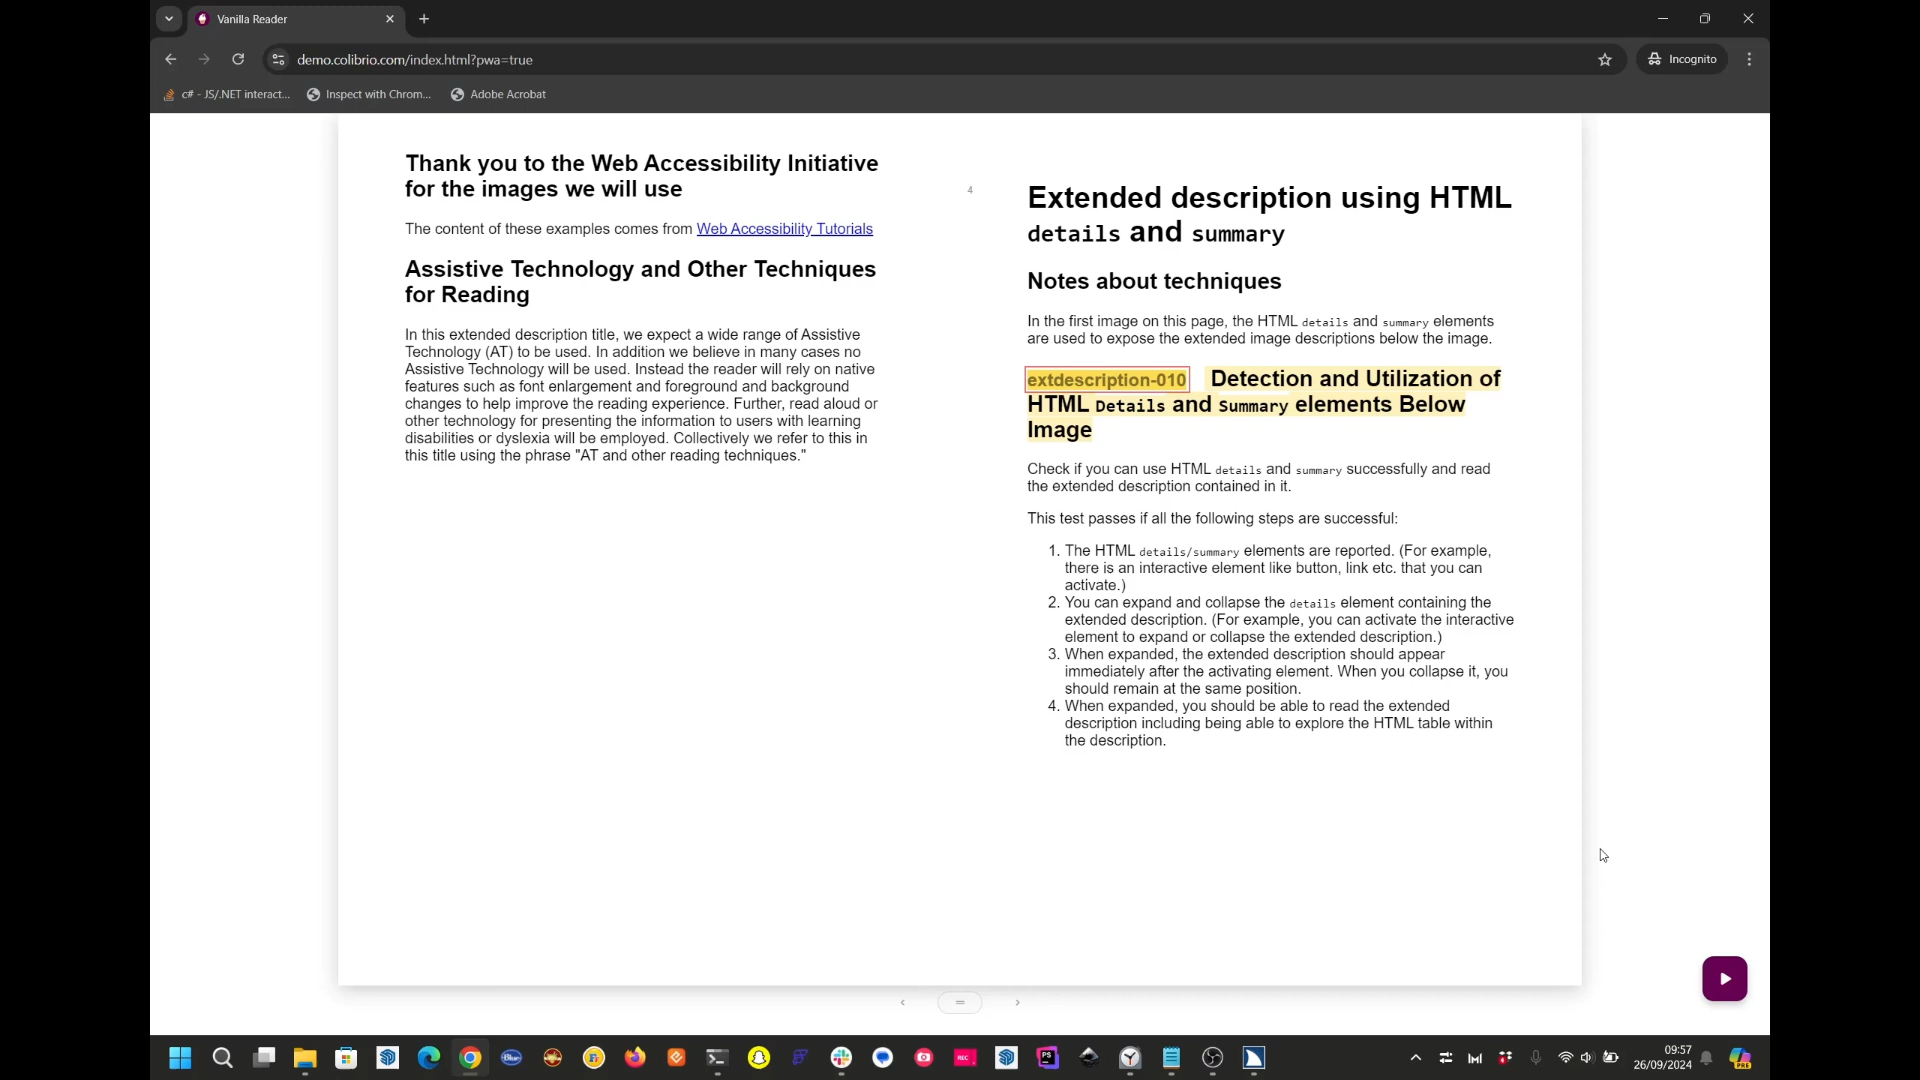 Vanilla Reader
demo.colibrio.com/index.html?pwa=true
Incognito
c# - JS/.NET interact...
Inspect with Chrom...
Adobe Acrobat
Thank you to the Web Accessibility Initiative
for the images we will use
The content of these examples comes from Web Accessibility Tutorials
Assistive Technology and Other Techniques
for Reading
In this extended description title, we expect a wide range of Assistive
Technology (AT) to be used. In addition we believe in many cases no
Assistive Technology will be used. Instead the reader will rely on native
features such as font enlargement and foreground and background
changes to help improve the reading experience. Further, read aloud or
other technology for presenting the information to users with learning
disabilities or dyslexia will be employed. Collectively we refer to this in
this title using the phrase "AT and other reading techniques."
4
Extended description using HTML
details and summary
Notes about techniques
In the first image on this page, the HTML details and summary elements
are used to expose the extended image descriptions below the image.
extdescription-010 Detection and Utilization of
HTML Details and Summary elements Below
Image
Check if you can use HTML details and summary successfully and read
the extended description contained in it.
This test passes if all the following steps are successful:
1. The HTML details/summary elements are reported. (For example,
there is an interactive element like button, link etc. that you can
activate.)
2. You can expand and collapse the details element containing the
extended description. (For example, you can activate the interactive
element to expand or collapse the extended description.)
3. When expanded, the extended description should appear
immediately after the activating element. When you collapse it, you
should remain at the same position.
4. When expanded, you should be able to read the extended
description including being able to explore the HTML table within
the description.
REC
PS
09:57
26/09/2024
PRE